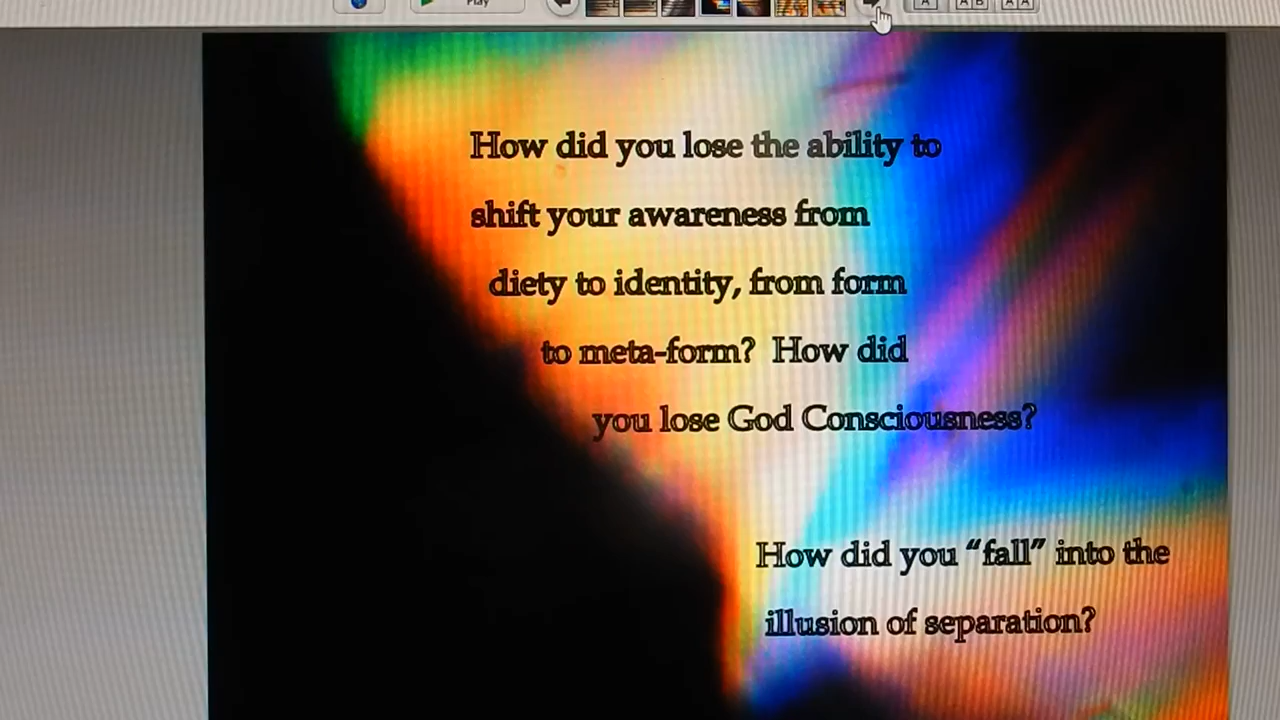 Play
A
A B
A A
How did you lose the ability to
shift your awareness from
diety to identity, from form
to meta-form?  How did
you lose God Consciousness?
How did you “fall” into the
illusion of separation?